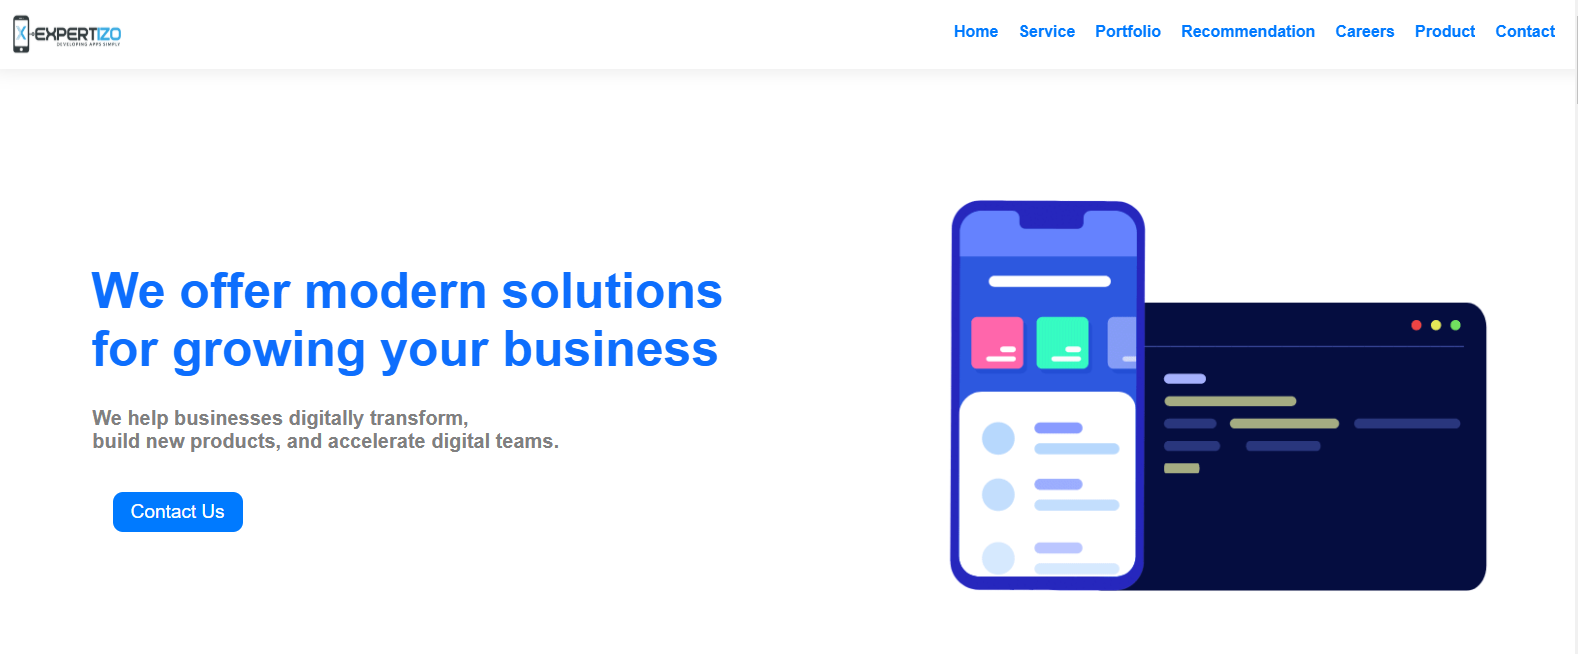 EXPERTIZO
DEVELOPING APPS SIMPLY
Home Service Portfolio Recommendation Careers Product Contact
We offer modern solutions
for growing your business
We help businesses digitally transform,
build new products, and accelerate digital teams.
Contact Us